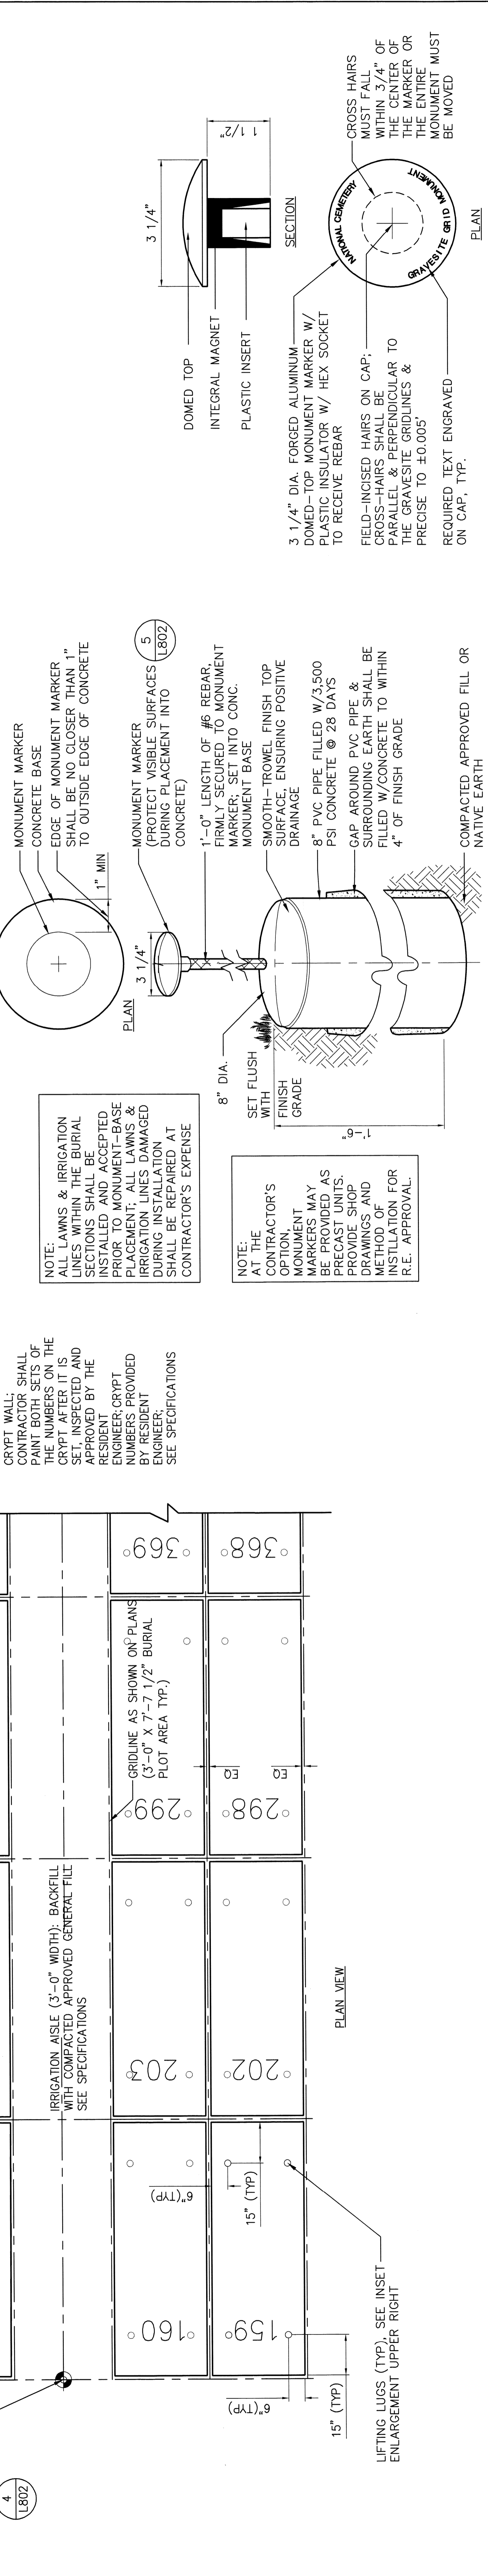 3 1/4"
1 1/2"
DOMED TOP
INTEGRAL MAGNET
PLASTIC INSERT
SECTION
3 1/4" DIA. FORGED ALUMINUM
DOMED-TOP MONUMENT MARKER W/
PLASTIC INSULATOR W/ HEX SOCKET
TO RECEIVE REBAR
FIELD-INCISED HAIRS ON CAP;
CROSS-HAIRS SHALL BE
PARALLEL & PERPENDICULAR TO
THE GRAVESITE GRIDLINES &
PRECISE TO ±0.005'
REQUIRED TEXT ENGRAVED
ON CAP, TYP.
NATIONAL CEMETERY
GRAVESITE GRID MONUMENT
CROSS HAIRS
MUST FALL
WITHIN 3/4" OF
THE CENTER OF
THE MARKER OR
THE ENTIRE
MONUMENT MUST
BE MOVED
PLAN
MONUMENT MARKER
CONCRETE BASE
EDGE OF MONUMENT MARKER
SHALL BE NO CLOSER THAN 1"
TO OUTSIDE EDGE OF CONCRETE
1" MIN
PLAN
5
L802
MONUMENT MARKER
(PROTECT VISIBLE SURFACES
DURING PLACEMENT INTO
CONCRETE)
3 1/4"
1'-0" LENGTH OF #6 REBAR,
FIRMLY SECURED TO MONUMENT
MARKER; SET INTO CONC.
MONUMENT BASE
SMOOTH-TROWEL FINISH TOP
SURFACE, ENSURING POSITIVE
DRAINAGE
8" PVC PIPE FILLED W/3,500
PSI CONCRETE @ 28 DAYS
GAP AROUND PVC PIPE &
SURROUNDING EARTH SHALL BE
FILLED W/CONCRETE TO WITHIN
4" OF FINISH GRADE
COMPACTED APPROVED FILL OR
NATIVE EARTH
8" DIA.
SET FLUSH
WITH
FINISH
GRADE
1'-6"
NOTE:
ALL LAWNS & IRRIGATION
LINES WITHIN THE BURIAL
SECTIONS SHALL BE
INSTALLED AND ACCEPTED
PRIOR TO MONUMENT-BASE
PLACEMENT; ALL LAWNS &
IRRIGATION LINES DAMAGED
DURING INSTALLATION
SHALL BE REPAIRED AT
CONTRACTOR'S EXPENSE
NOTE:
AT THE
CONTRACTOR'S
OPTION,
MONUMENT
MARKERS MAY
BE PROVIDED AS
PRECAST UNITS.
PROVIDE SHOP
DRAWINGS AND
METHOD OF
INSTLLATION FOR
R.E. APPROVAL.
CRYPT WALL;
CONTRACTOR SHALL
PAINT BOTH SETS OF
THE NUMBERS ON THE
CRYPT AFTER IT IS
SET, INSPECTED AND
APPROVED BY THE
RESIDENT
ENGINEER; CRYPT
NUMBERS PROVIDED
BY RESIDENT
ENGINEER;
SEE SPECIFICATIONS
369
368
GRIDLINE AS SHOWN ON PLANS
(3'-0" X 7'-7 1/2" BURIAL
PLOT AREA TYP.)
299
298
EQ
EQ
IRRIGATION AISLE (3'-0" WIDTH): BACKFILL
WITH COMPACTED APPROVED GENERAL FILL
SEE SPECIFICATIONS
203
202
PLAN VIEW
160
159
6"(TYP)
15" (TYP)
6"(TYP)
15" (TYP)
LIFTING LUGS (TYP), SEE INSET
ENLARGEMENT UPPER RIGHT
4
L802